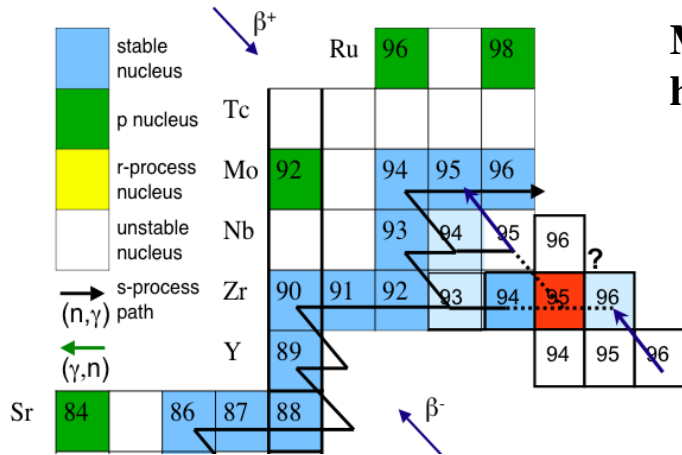 β+
Ru 96 98
M
h
stable
nucleus
p nucleus
r-process
nucleus
unstable
nucleus
s-process
path
(n,γ)
(γ,n)
Tc
Mo 92 94 95 96
Nb 93 94 95 96
?
Zr 90 91 92 93 94 95 96
Y 89 94 95 96
Sr 84 86 87 88
β-